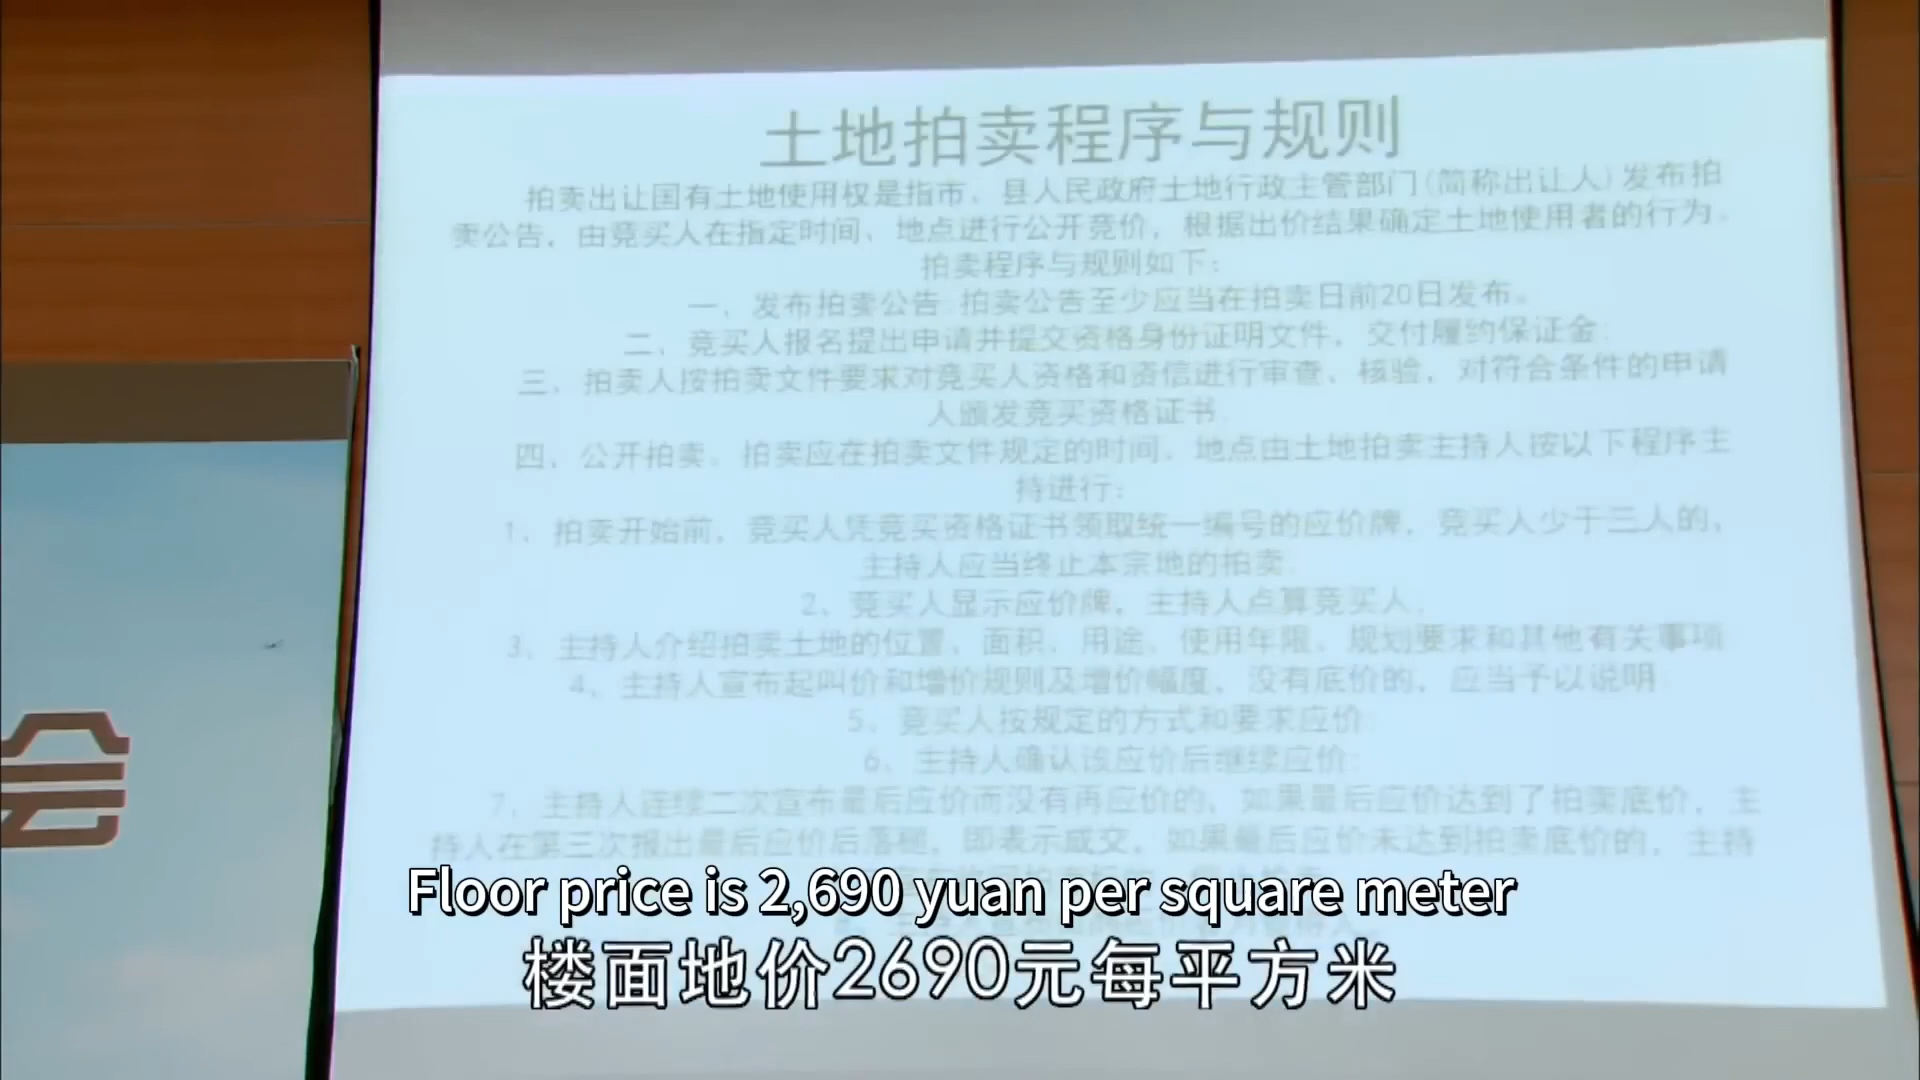 土地拍卖程序与规则
拍卖出让国有土地使用权是指市、县人民政府土地行政主管部门(简称出让人)发布拍
卖公告，由竞买人在指定时间、地点进行公开竞价，根据出价结果确定土地使用者的行为。
拍卖程序与规则如下：
一、发布拍卖公告 拍卖公告至少应当在拍卖日前20日发布。
二、竞买人报名提出申请并提交资格身份证明文件，交付履约保证金
三、拍卖人按拍卖文件要求对竞买人资格和资信进行审查、核验，对符合条件的申请
人颁发竞买资格证书
四、公开拍卖。拍卖应在拍卖文件规定的时间、地点由土地拍卖主持人按以下程序主
持进行：
1、拍卖开始前，竞买人凭竞买资格证书领取统一编号的应价牌，竞买人少于三人的，
主持人应当终止本宗地的拍卖
2、竞买人显示应价牌，主持人点算竞买人
3、主持人介绍拍卖土地的位置、面积、用途、使用年限、规划要求和其他有关事项
4、主持人宣布起叫价和增价规则及增价幅度，没有底价的，应当予以说明
5、竞买人按规定的方式和要求应价
6、主持人确认该应价后继续应价
7、主持人连续二次宣布最后应价而没有再应价的，如果最后应价达到了拍卖底价，主
持人在第三次报出最后应价后落槌，即表示成交，如果最后应价未达到拍卖底价的，主持
会
Floor price is 2,690 yuan per square meter
楼面地价2690元每平方米